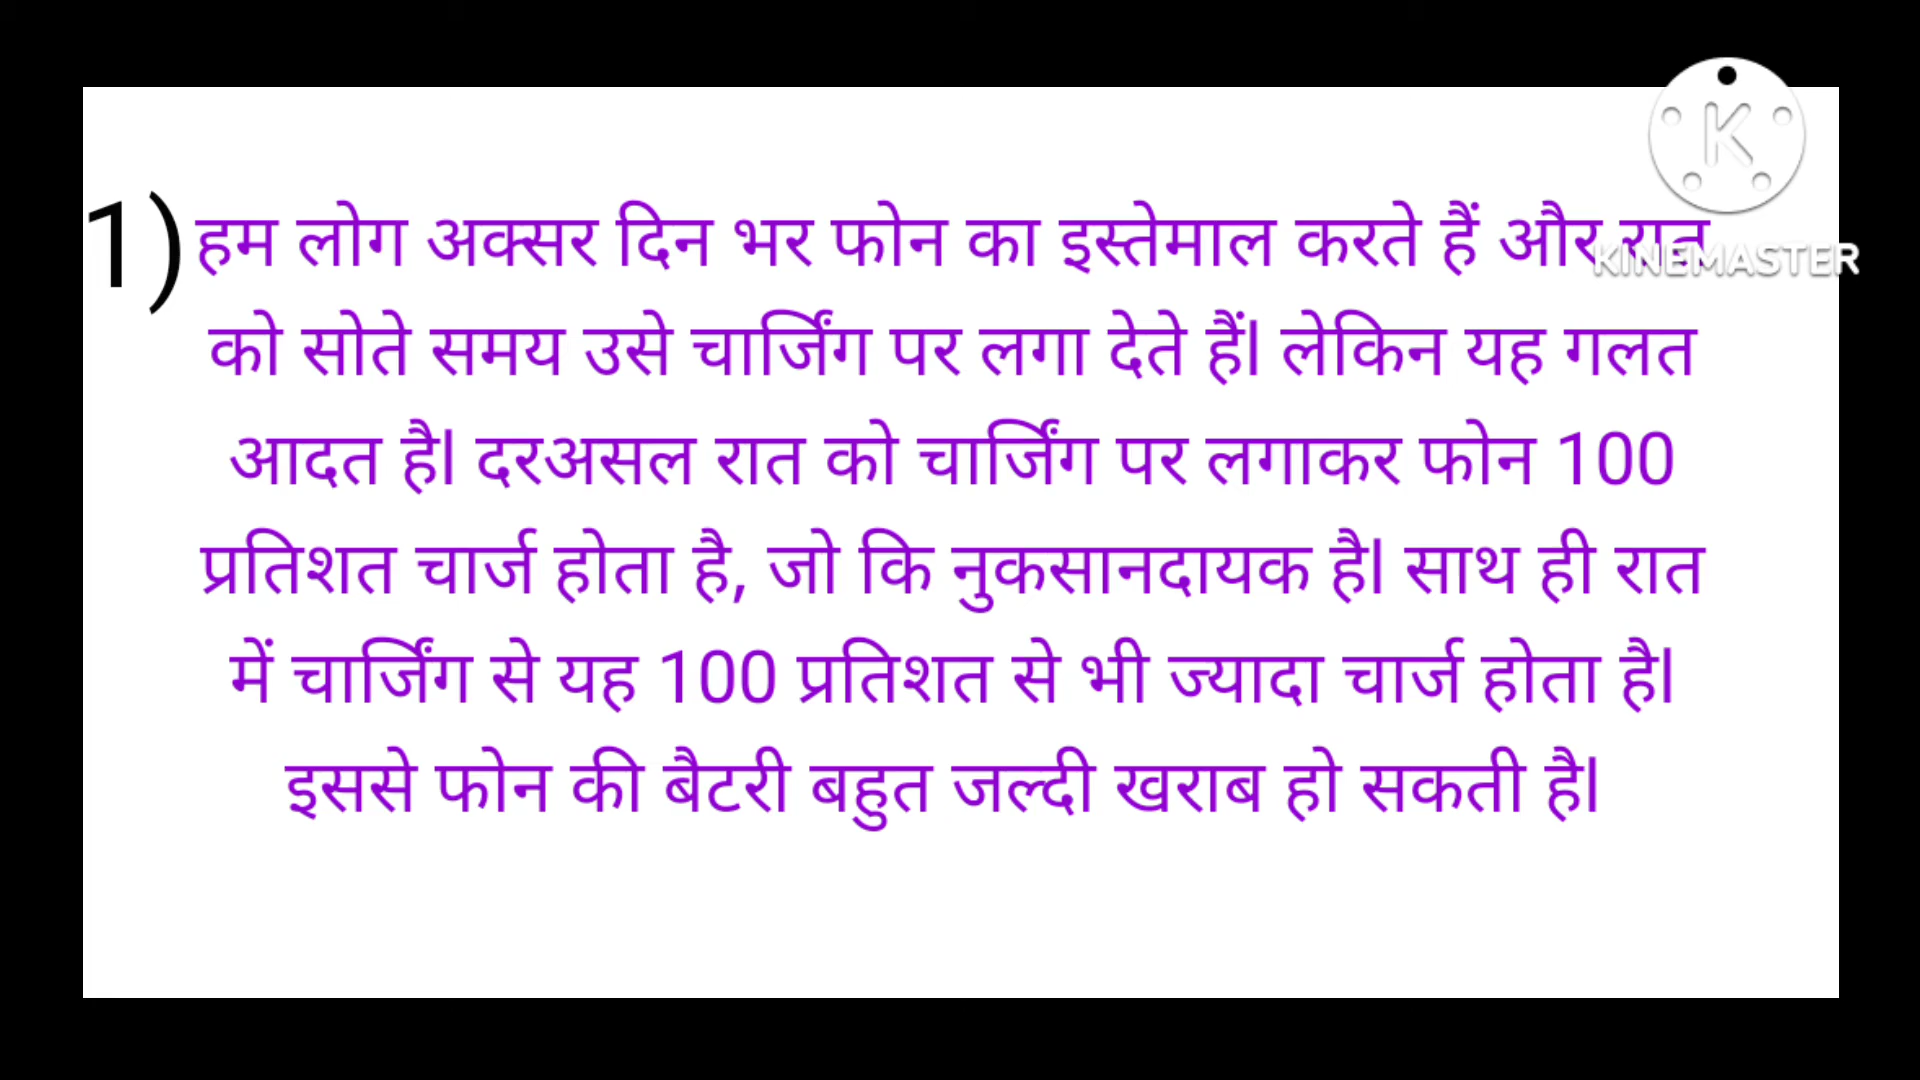 K
KINEMASTER
1) हम लोग अक्सर दिन भर फोन का इस्तेमाल करते हैं और रात
को सोते समय उसे चार्जिंग पर लगा देते हैं। लेकिन यह गलत
आदत है। दरअसल रात को चार्जिंग पर लगाकर फोन 100
प्रतिशत चार्ज होता है, जो कि नुकसानदायक है। साथ ही रात
में चार्जिंग से यह 100 प्रतिशत से भी ज्यादा चार्ज होता है।
इससे फोन की बैटरी बहुत जल्दी खराब हो सकती है।